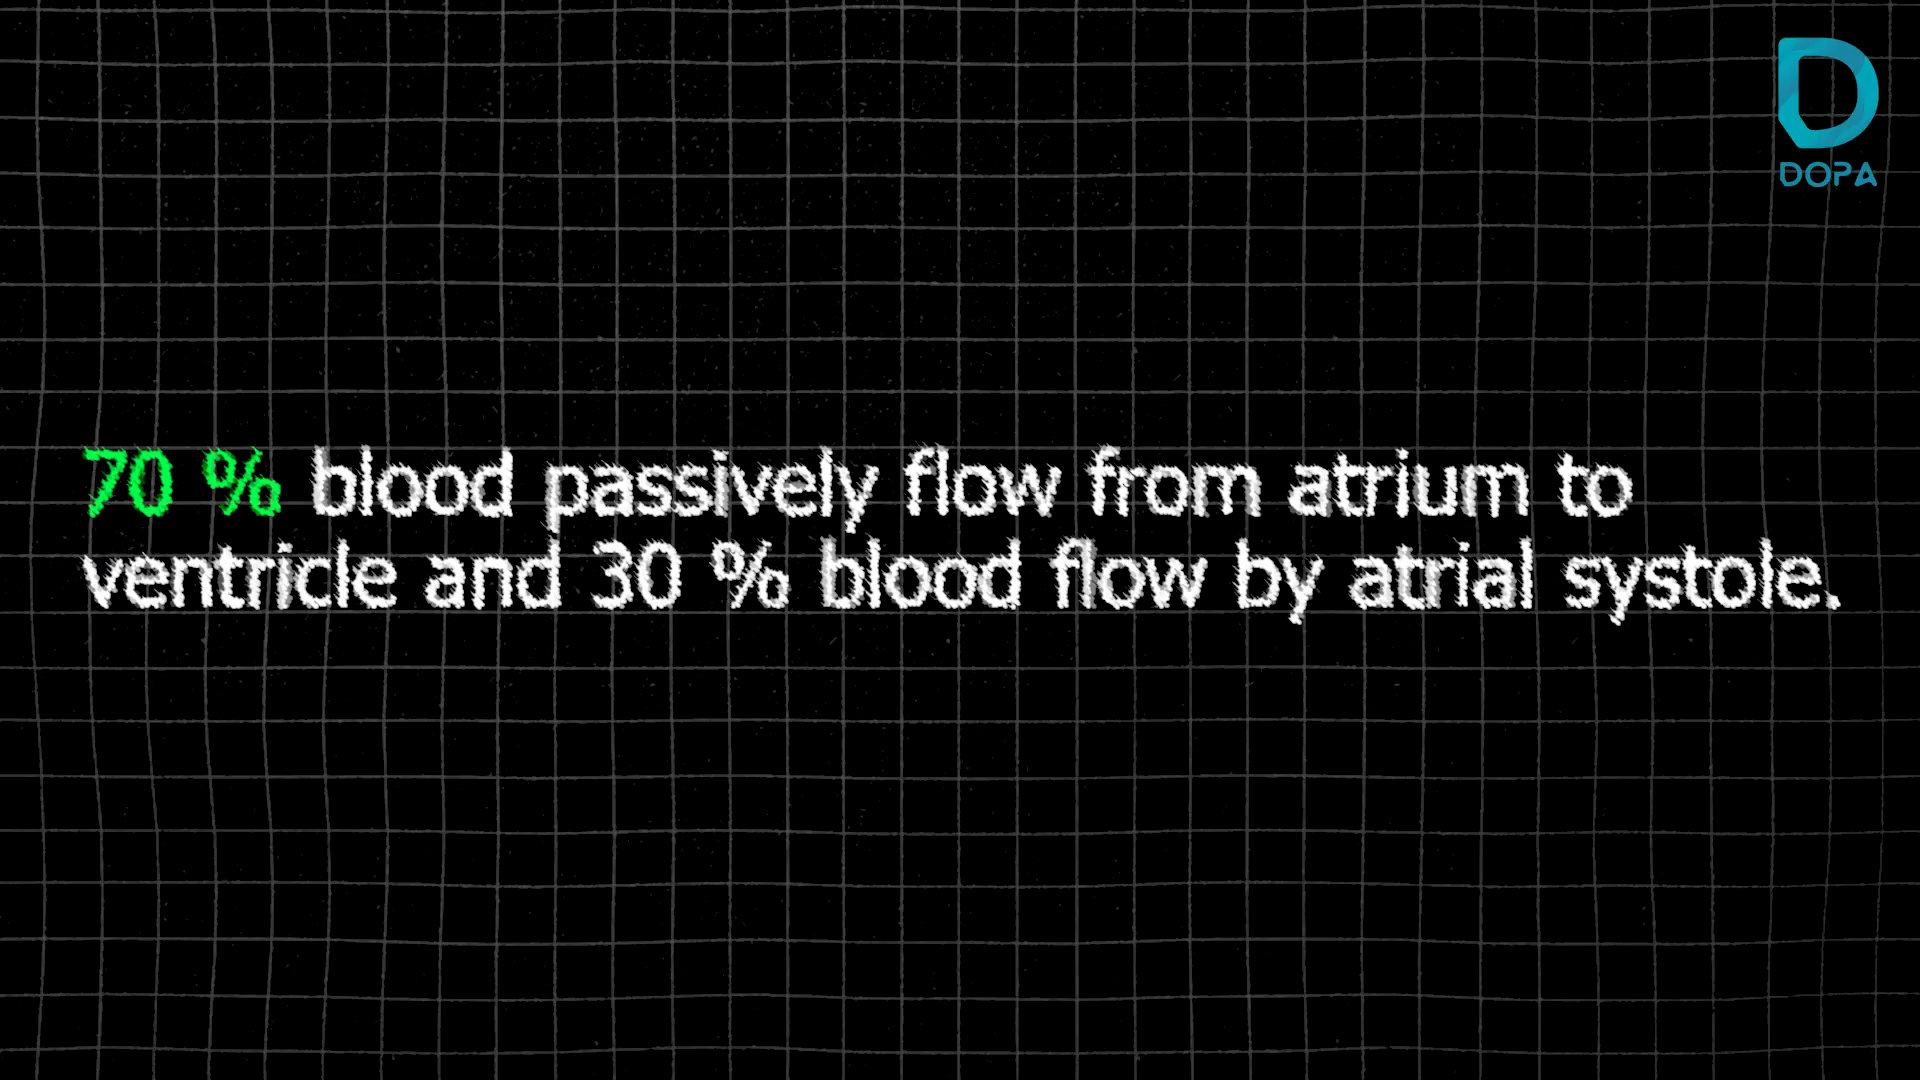 DOPA
70 % blood passively flow from atrium to
ventricle and 30 % blood flow by atrial systole.